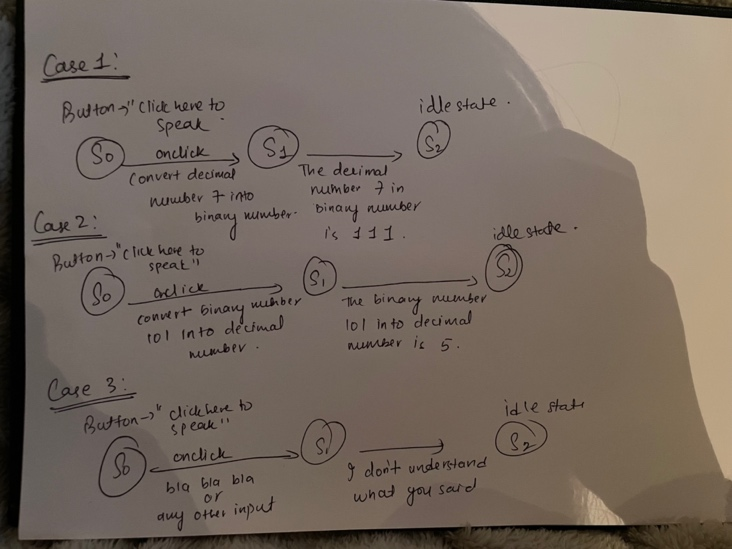 Case 1:
Button→"Click here to
speak.
idle state.
S0
onclick
S1
S2
Convert decimal
number 7 into
binary number.
The decimal
number 7 in
binary number
is 111.
Case 2:
Button→"Click here to
speak"
idle state.
S0
onclick
S1
S2
convert binary number
101 into decimal
number.
The binary number
101 into decimal
number is 5.
Case 3:
Button→" click here to
speak"
idle state
S0
onclick
S1
S2
bla bla bla
or
any other input
I don't understand
what you said